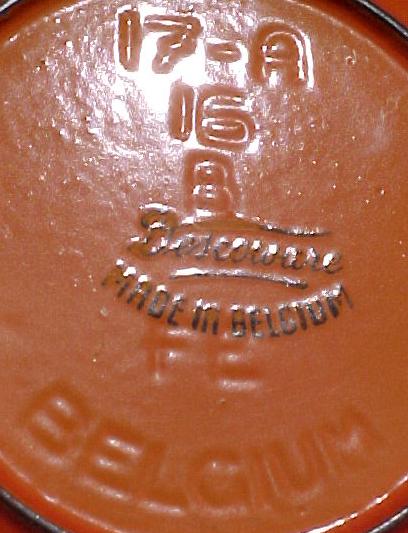 17-A
16
B
Descoware
MADE IN BELGIUM
FE
BELGIUM